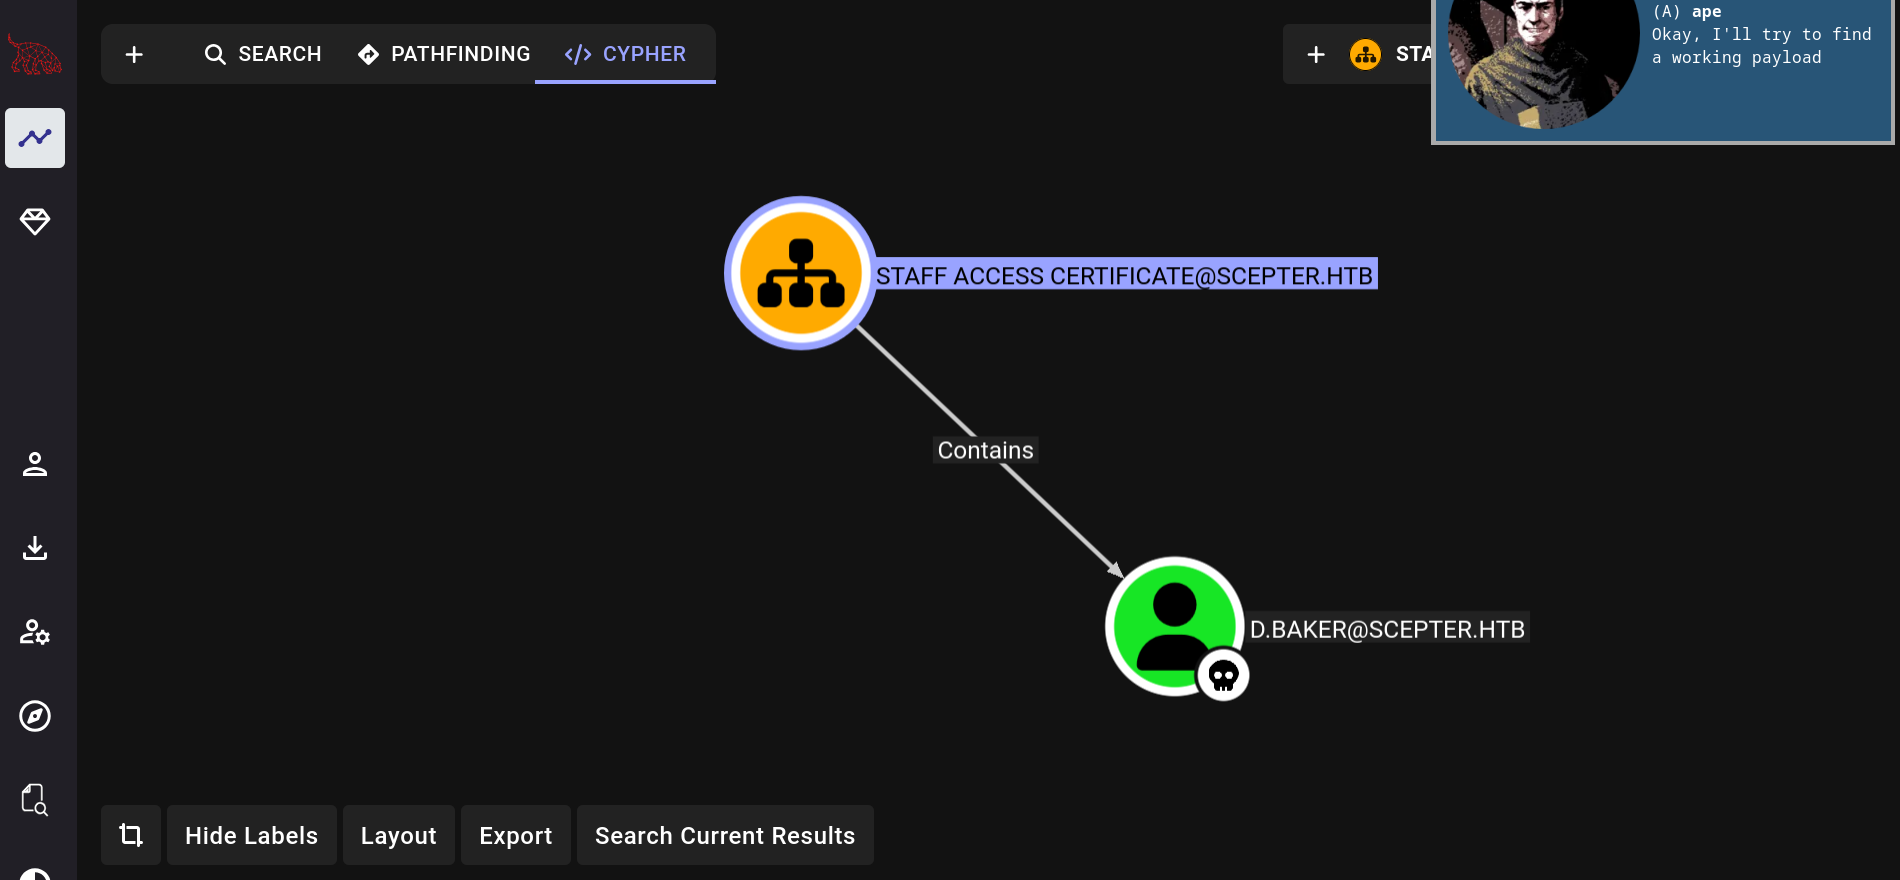 SEARCH
PATHFINDING
CYPHER
STA
(A) ape
Okay, I'll try to find
a working payload
STAFF ACCESS CERTIFICATE@SCEPTER.HTB
Contains
D.BAKER@SCEPTER.HTB
Hide Labels
Layout
Export
Search Current Results